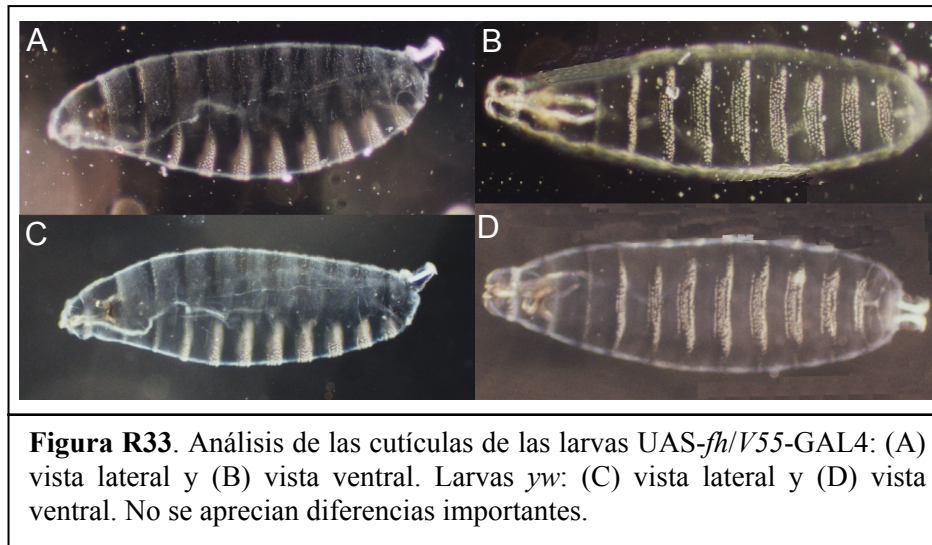 A
B
C
D
Figura R33. Análisis de las cutículas de las larvas UAS-fh/V55-GAL4: (A)
vista lateral y (B) vista ventral. Larvas yw: (C) vista lateral y (D) vista
ventral. No se aprecian diferencias importantes.